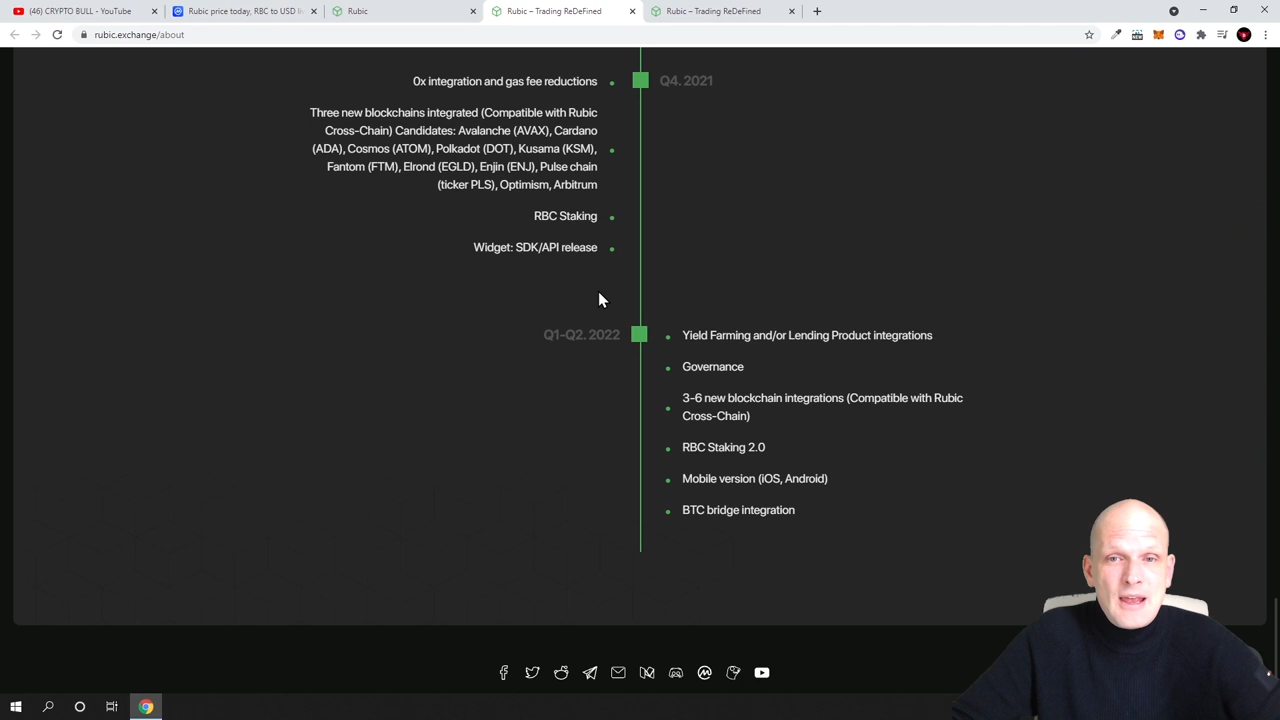 (46) CRYPTO BULL - YouTube
Rubic price today, RBC to USD li
Rubic
Rubic – Trading ReDefined
Rubic – Trading ReDefined
rubic.exchange/about
0x integration and gas fee reductions
Q4. 2021
Three new blockchains integrated (Compatible with Rubic
Cross-Chain) Candidates: Avalanche (AVAX), Cardano
(ADA), Cosmos (ATOM), Polkadot (DOT), Kusama (KSM),
Fantom (FTM), Elrond (EGLD), Enjin (ENJ), Pulse chain
(ticker PLS), Optimism, Arbitrum
RBC Staking
Widget: SDK/API release
Q1-Q2. 2022
Yield Farming and/or Lending Product integrations
Governance
3-6 new blockchain integrations (Compatible with Rubic
Cross-Chain)
RBC Staking 2.0
Mobile version (iOS, Android)
BTC bridge integration